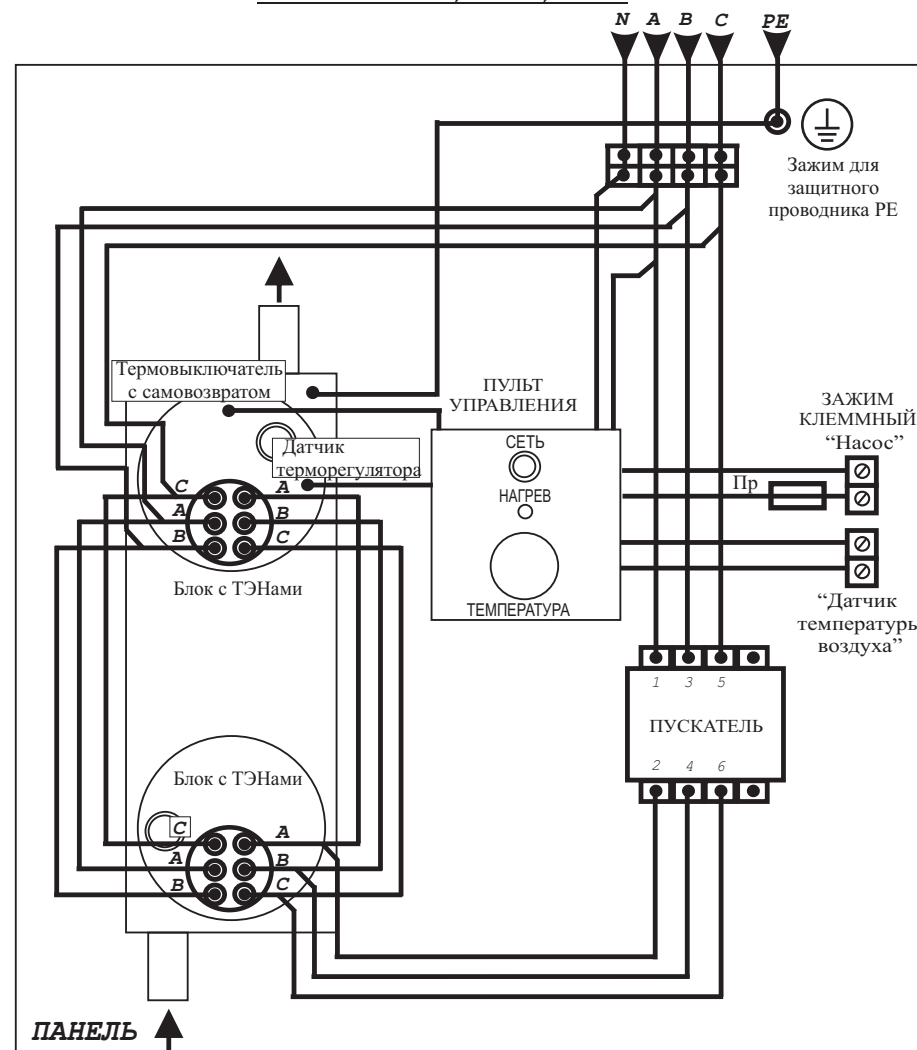 N A B C PE
Зажим для
защитного
проводника PE
Термовыключатель
с самовозвратом
ПУЛЬТ
УПРАВЛЕНИЯ
ЗАЖИМ
КЛЕММНЫЙ
“Насос”
СЕТЬ
Датчик
терморегулятора
Пр
НАГРЕВ
C A
A B
B C
Блок с ТЭНами
ТЕМПЕРАТУРА
“Датчик
температуры
воздуха”
1 3 5
ПУСКАТЕЛЬ
2 4 6
Блок с ТЭНами
C A
A B
B C
ПАНЕЛЬ